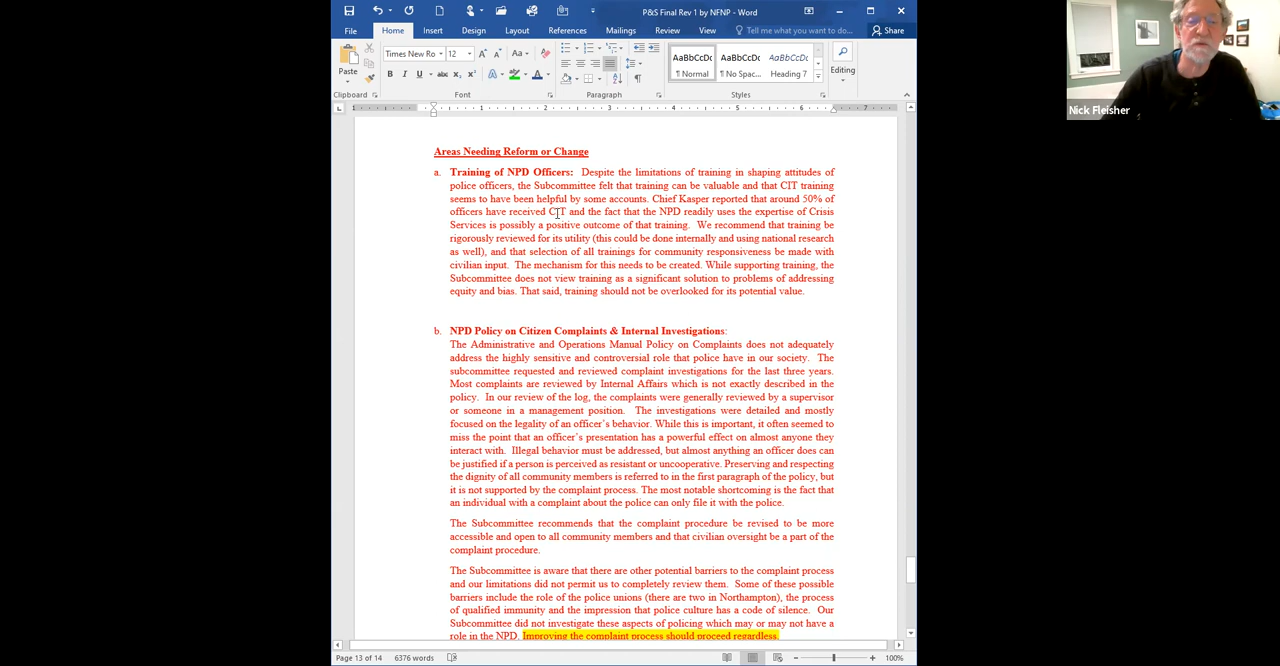 P&S Final Rev 1 by NFNP - Word
File Home Insert Draw Design Layout References Mailings Review View Tell me what you want to do... Share
Paste
Clipboard
Times New Ro 12
Font
Paragraph
AaBbCcDc AaBbCcDc AaBbCcDc
¶ Normal ¶ No Spac... Heading 7
Styles
Editing
Nick Fleisher
Areas Needing Reform or Change
a. Training of NPD Officers: Despite the limitations of training in shaping attitudes of
police officers, the Subcommittee felt that training can be valuable and that CIT training
seems to have been helpful by some accounts. Chief Kasper reported that around 50% of
officers have received CIT and the fact that the NPD readily uses the expertise of Crisis
Services is possibly a positive outcome of that training. We recommend that training be
rigorously reviewed for its utility (this could be done internally and using national research
as well), and that selection of all trainings for community responsiveness be made with
civilian input. The mechanism for this needs to be created. While supporting training, the
Subcommittee does not view training as a significant solution to problems of addressing
equity and bias. That said, training should not be overlooked for its potential value.
b. NPD Policy on Citizen Complaints & Internal Investigations:
The Administrative and Operations Manual Policy on Complaints does not adequately
address the highly sensitive and controversial role that police have in our society. The
subcommittee requested and reviewed complaint investigations for the last three years.
Most complaints are reviewed by Internal Affairs which is not exactly described in the
policy. In our review of the log, the complaints were generally reviewed by a supervisor
or someone in a management position. The investigations were detailed and mostly
focused on the legality of an officer's behavior. While this is important, it often seemed to
miss the point that an officer's presentation has a powerful effect on almost anyone they
interact with. Illegal behavior must be addressed, but almost anything an officer does can
be justified if a person is perceived as resistant or uncooperative. Preserving and respecting
the dignity of all community members is referred to in the first paragraph of the policy, but
it is not supported by the complaint process. The most notable shortcoming is the fact that
an individual with a complaint about the police can only file it with the police.
The Subcommittee recommends that the complaint procedure be revised to be more
accessible and open to all community members and that civilian oversight be a part of the
complaint procedure.
The Subcommittee is aware that there are other potential barriers to the complaint process
and our limitations did not permit us to completely review them. Some of these possible
barriers include the role of the police unions (there are two in Northampton), the process
of qualified immunity and the impression that police culture has a code of silence. Our
Subcommittee did not investigate these aspects of policing which may or may not have a
role in the NPD. Improving the complaint process should proceed regardless.
Page 13 of 14 6376 words 100%